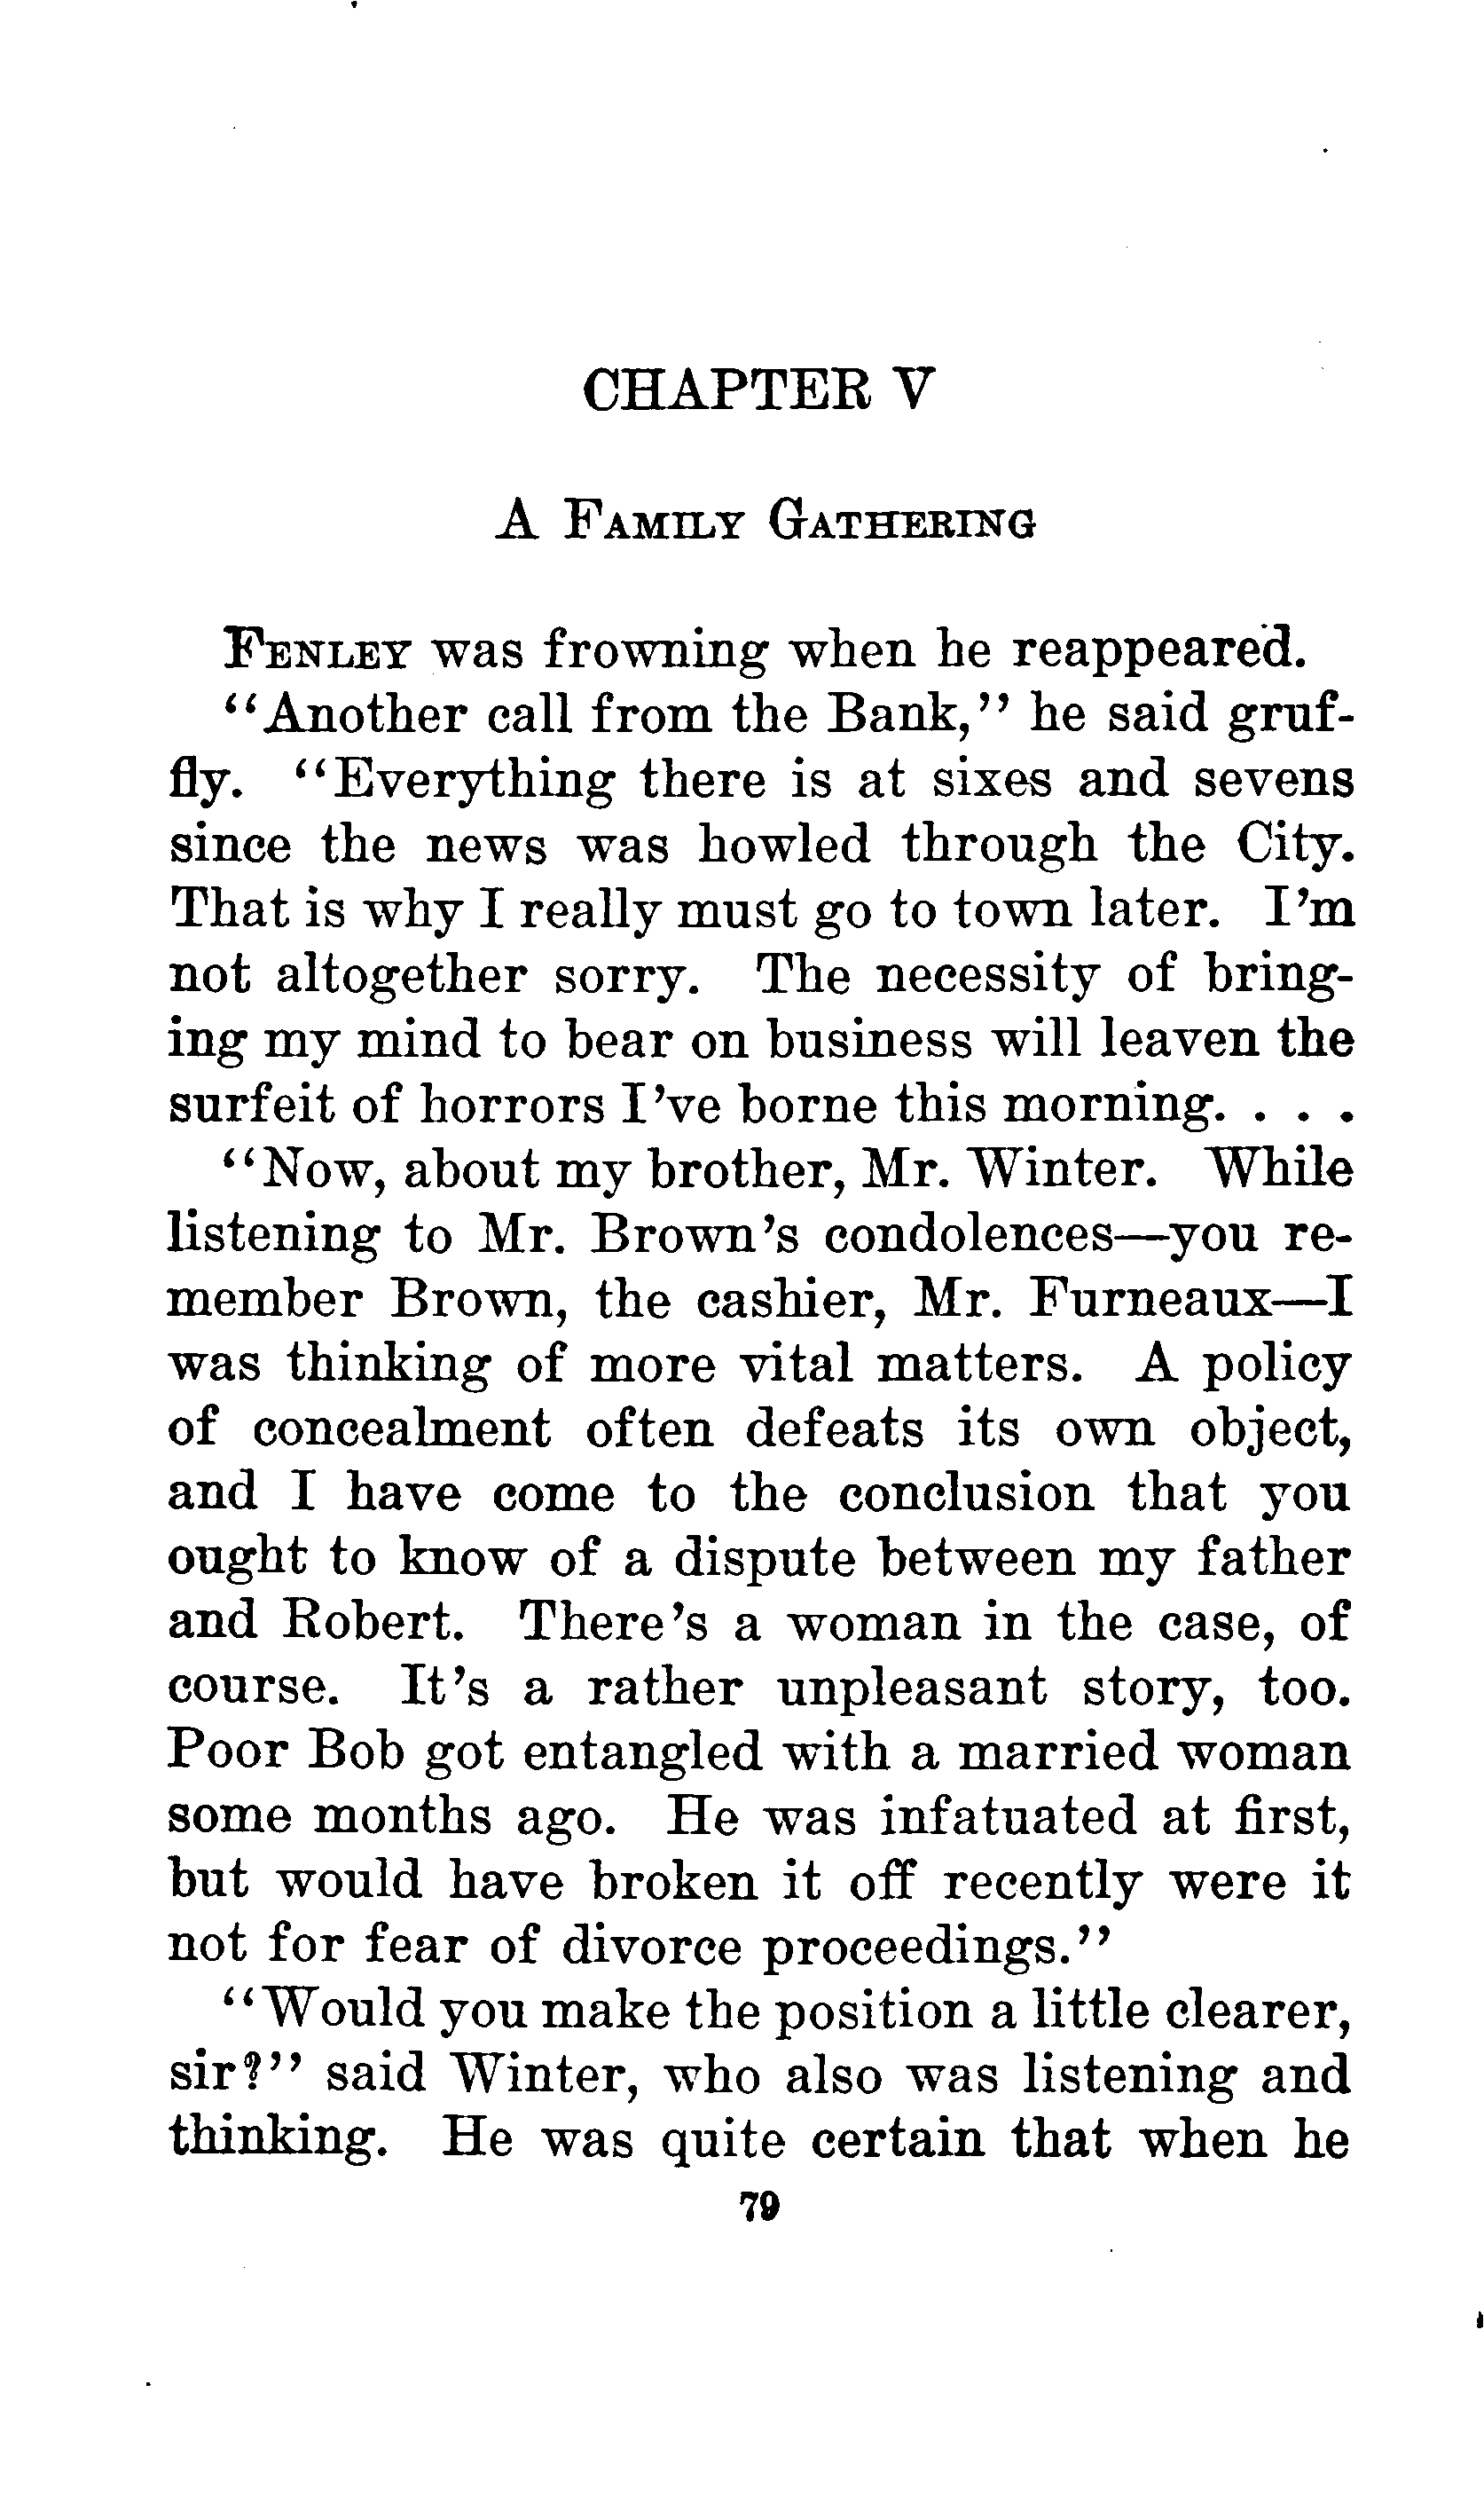 CHAPTER V
A FAMILY GATHERING
FENLEY was frowning when he reappeared.
"Another call from the Bank," he said gruf-
fly. "Everything there is at sixes and sevens
since the news was howled through the City.
That is why I really must go to town later. I'm
not altogether sorry. The necessity of bring-
ing my mind to bear on business will leaven the
surfeit of horrors I've borne this morning. . . .
"Now, about my brother, Mr. Winter. While
listening to Mr. Brown's condolences—you re-
member Brown, the cashier, Mr. Furneaux—I
was thinking of more vital matters. A policy
of concealment often defeats its own object,
and I have come to the conclusion that you
ought to know of a dispute between my father
and Robert. There's a woman in the case, of
course. It's a rather unpleasant story, too.
Poor Bob got entangled with a married woman
some months ago. He was infatuated at first,
but would have broken it off recently were it
not for fear of divorce proceedings."
"Would you make the position a little clearer,
sir?" said Winter, who also was listening and
thinking. He was quite certain that when he
79